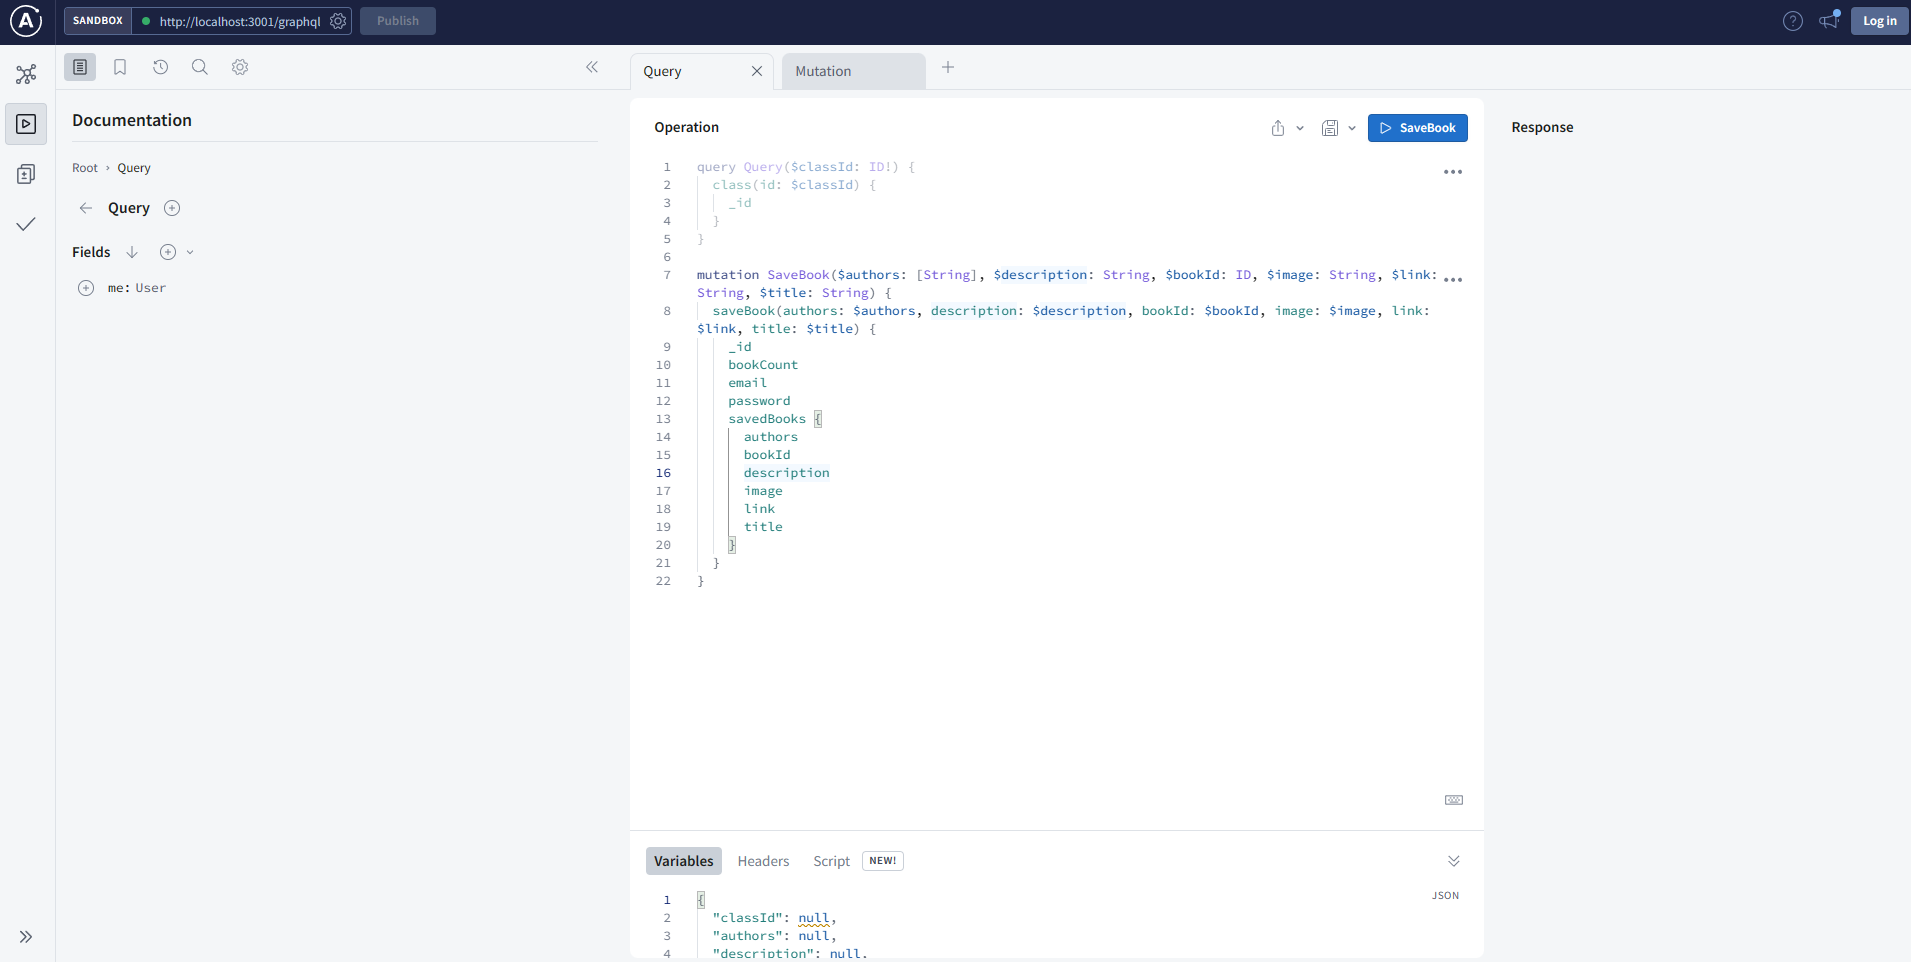 SANDBOX
http://localhost:3001/graphql
Publish
Log in
Documentation
Root › Query
Query
Fields
me: User
Query
Mutation
Operation
SaveBook
Response
1 query Query($classId: ID!) {
2 class(id: $classId) {
3 _id
4 }
5 }
6
7 mutation SaveBook($authors: [String], $description: String, $bookId: ID, $image: String, $link:
String, $title: String) {
8 saveBook(authors: $authors, description: $description, bookId: $bookId, image: $image, link:
$link, title: $title) {
9 _id
10 bookCount
11 email
12 password
13 savedBooks {
14 authors
15 bookId
16 description
17 image
18 link
19 title
20 }
21 }
22 }
Variables
Headers
Script
NEW!
JSON
1 {
2 "classId": null,
3 "authors": null,
4 "description": null,